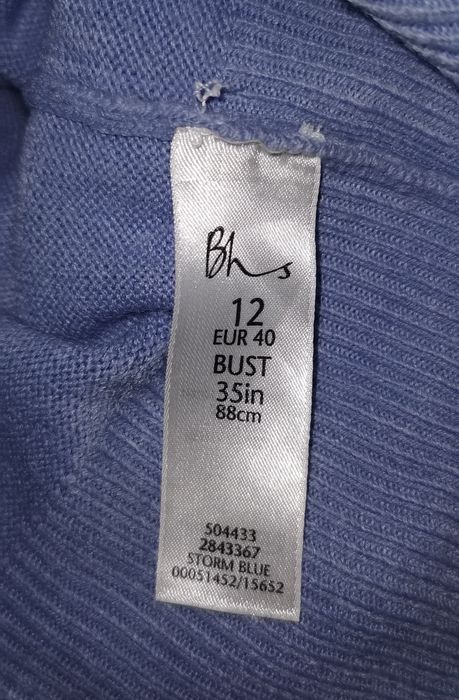 Bhs
12
EUR 40
BUST
35in
88cm
504433
2843367
STORM BLUE
00051452/15652